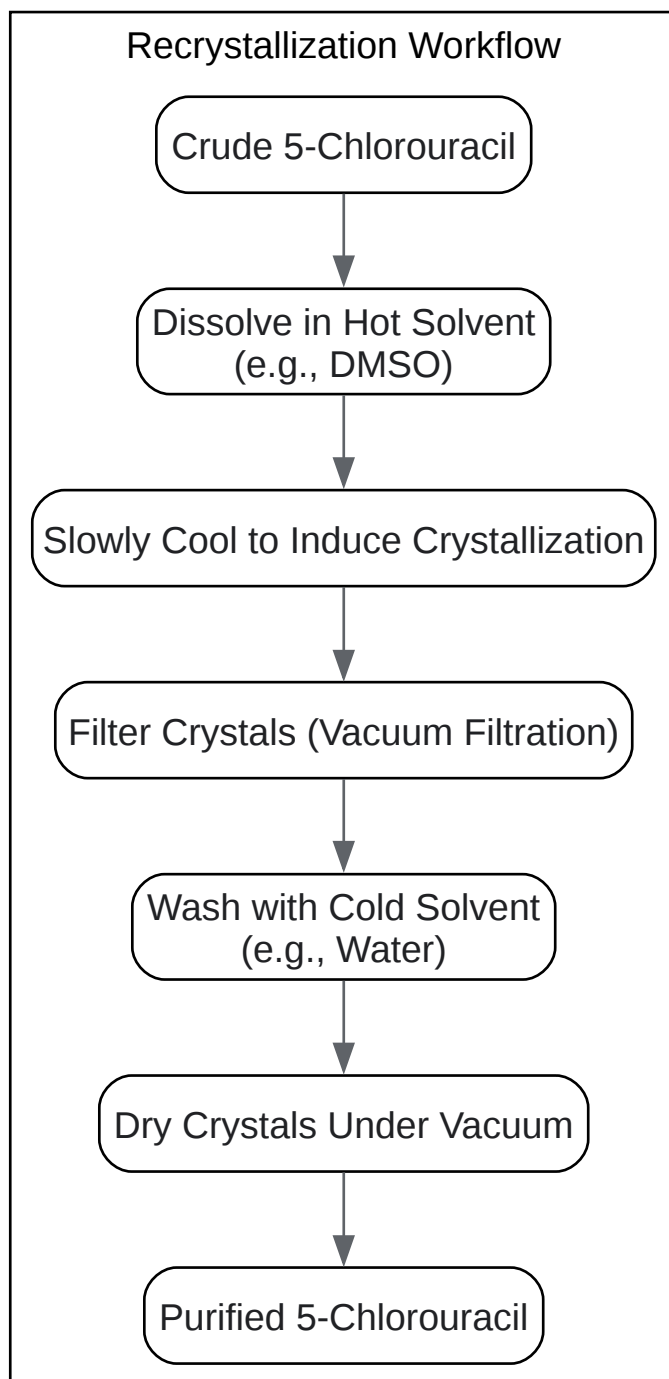 Recrystallization Workflow
Crude 5-Chlorouracil
Dissolve in Hot Solvent
(e.g., DMSO)
Slowly Cool to Induce Crystallization
Filter Crystals (Vacuum Filtration)
Wash with Cold Solvent
(e.g., Water)
Dry Crystals Under Vacuum
Purified 5-Chlorouracil